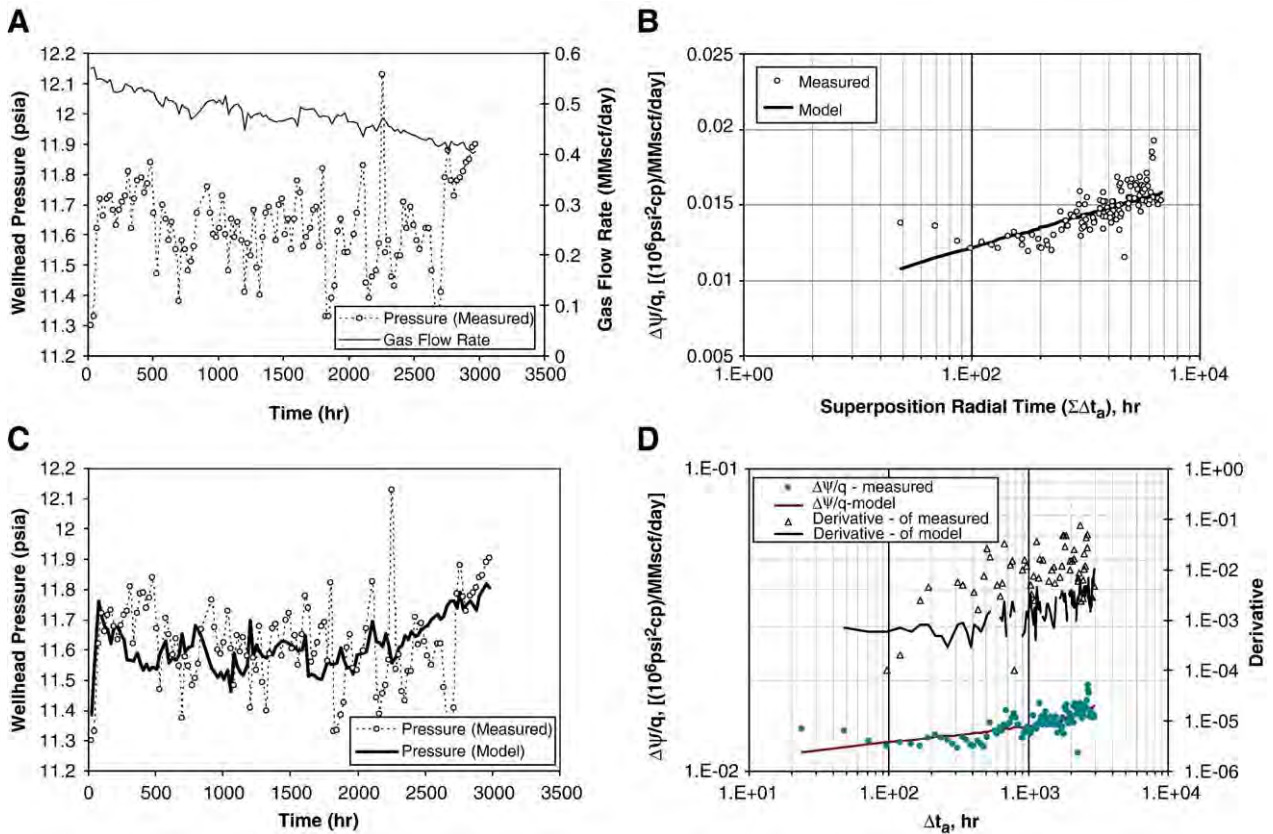 A
Wellhead Pressure (psia)
12.2
12.1
12
11.9
11.8
11.7
11.6
11.5
11.4
11.3
11.2
0.6
0.5
0.4
0.3
0.2
0.1
0
Gas Flow Rate (MMscf/day)
Pressure (Measured)
Gas Flow Rate
0 500 1000 1500 2000 2500 3000 3500
Time (hr)
B
Δψ/q, [(10⁶psi²cp)/MMscf/day]
0.025
0.02
0.015
0.01
0.005
Measured
Model
1.E+00 1.E+02 1.E+04
Superposition Radial Time (ΣΔtₐ), hr
C
Wellhead Pressure (psia)
12.2
12.1
12
11.9
11.8
11.7
11.6
11.5
11.4
11.3
11.2
Pressure (Measured)
Pressure (Model)
0 500 1000 1500 2000 2500 3000 3500
Time (hr)
D
Δψ/q, [(10⁶psi²cp)/MMscf/day]
1.E-01
1.E-02
Δψ/q - measured
Δψ/q-model
Derivative - of measured
Derivative - of model
1.E+00
1.E-01
1.E-02
1.E-03
1.E-04
1.E-05
1.E-06
Derivative
1.E+01 1.E+02 1.E+03 1.E+04
Δtₐ, hr